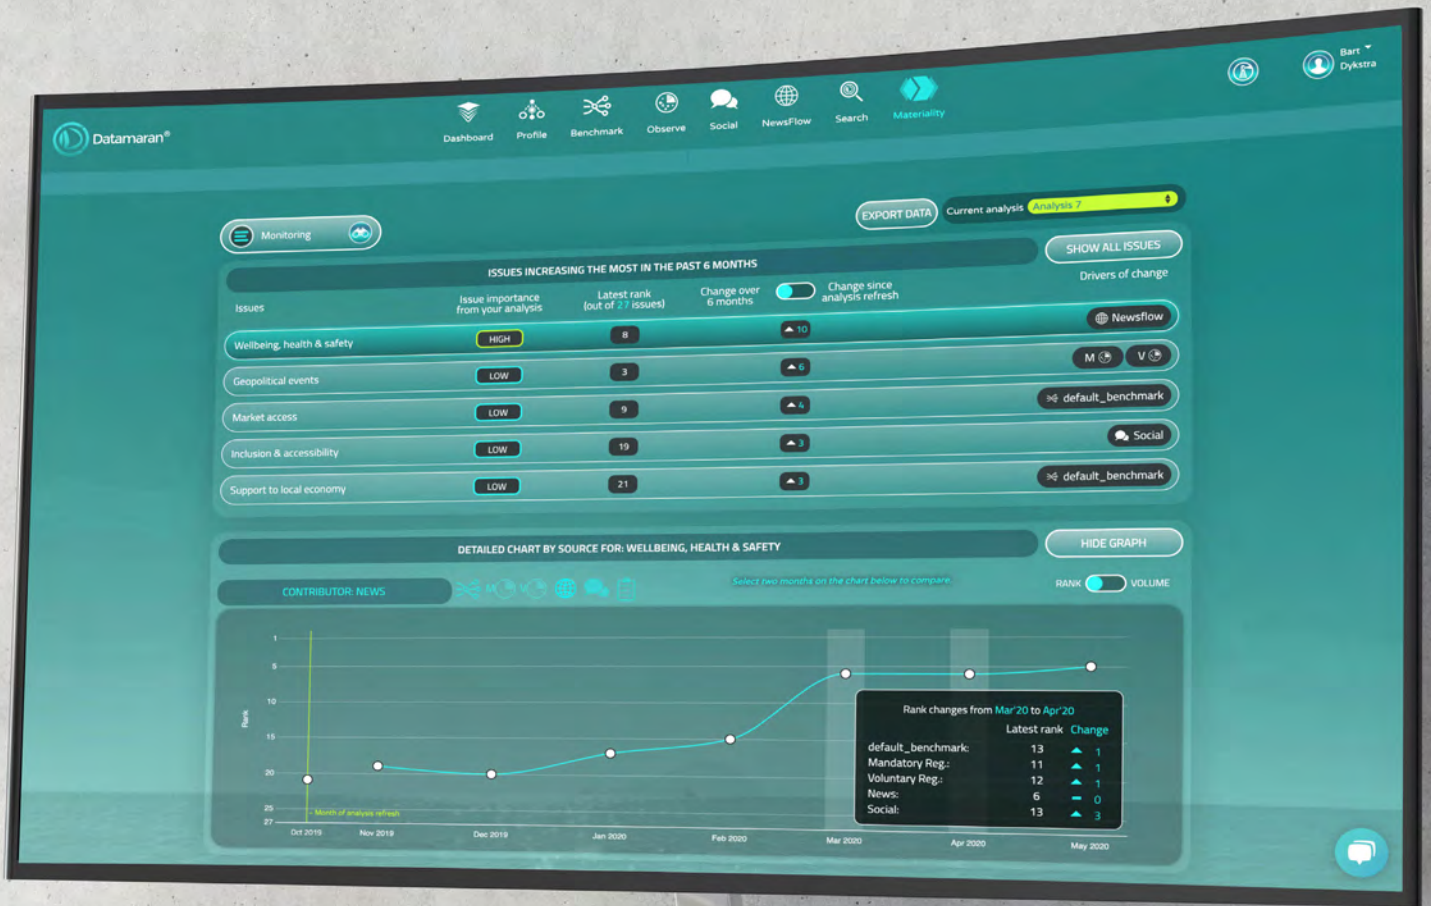 Datamaran®
Dashboard
Profile
Benchmark
Observe
Social
NewsFlow
Search
Materiality
Bart
Dykstra
Monitoring
EXPORT DATA
Current analysis
Analysis 7
ISSUES INCREASING THE MOST IN THE PAST 6 MONTHS
SHOW ALL ISSUES
Issues
Issue importance
from your analysis
Latest rank
(out of 27 issues)
Change over
6 months
Change since
analysis refresh
Drivers of change
Wellbeing, health & safety HIGH 8 10 Newsflow
Geopolitical events LOW 3 6 M V
Market access LOW 9 4 default_benchmark
Inclusion & accessibility LOW 19 3 Social
Support to local economy LOW 21 3 default_benchmark
DETAILED CHART BY SOURCE FOR: WELLBEING, HEALTH & SAFETY
HIDE GRAPH
CONTRIBUTOR: NEWS
M V
Select two months on the chart below to compare.
RANK VOLUME
Rank
1
5
10
15
20
25
27
- Month of analysis refresh
Oct 2019
Nov 2019
Dec 2019
Jan 2020
Feb 2020
Mar 2020
Apr 2020
May 2020
Rank changes from Mar'20 to Apr'20
Latest rank Change
default_benchmark: 13 1
Mandatory Reg.: 11 1
Voluntary Reg.: 12 1
News: 6 0
Social: 13 3